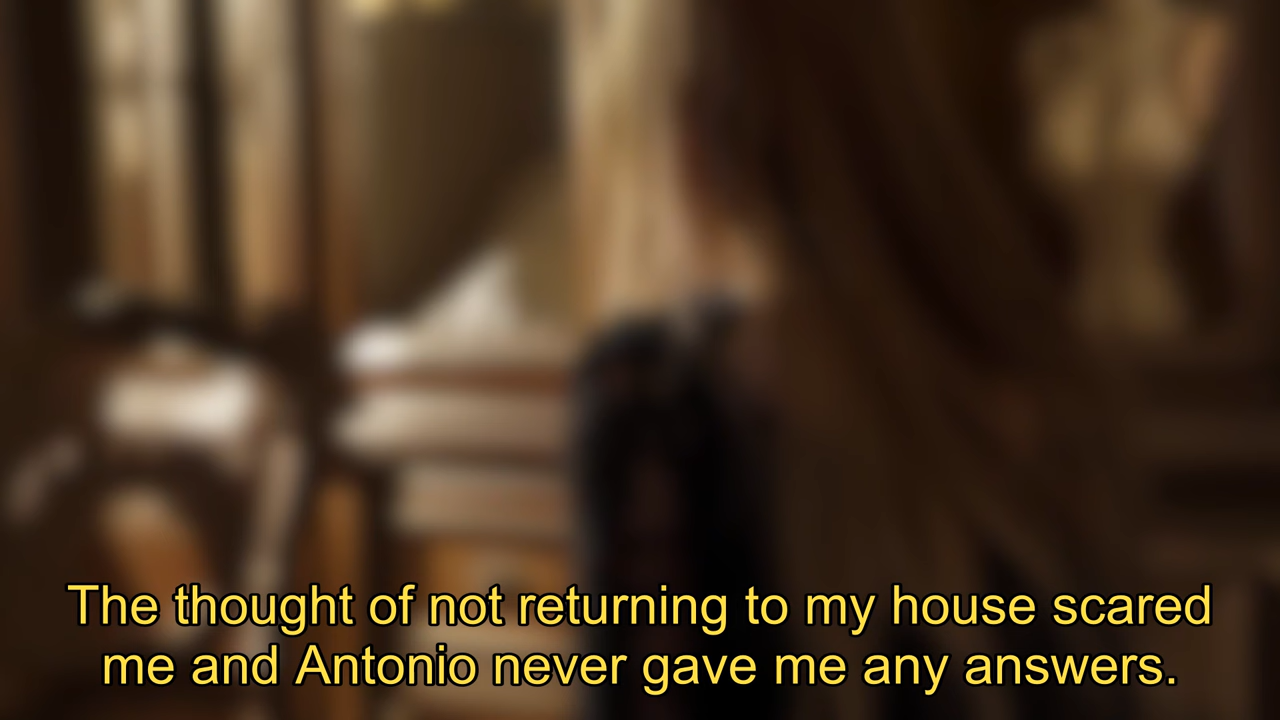 The thought of not returning to my house scared
me and Antonio never gave me any answers.